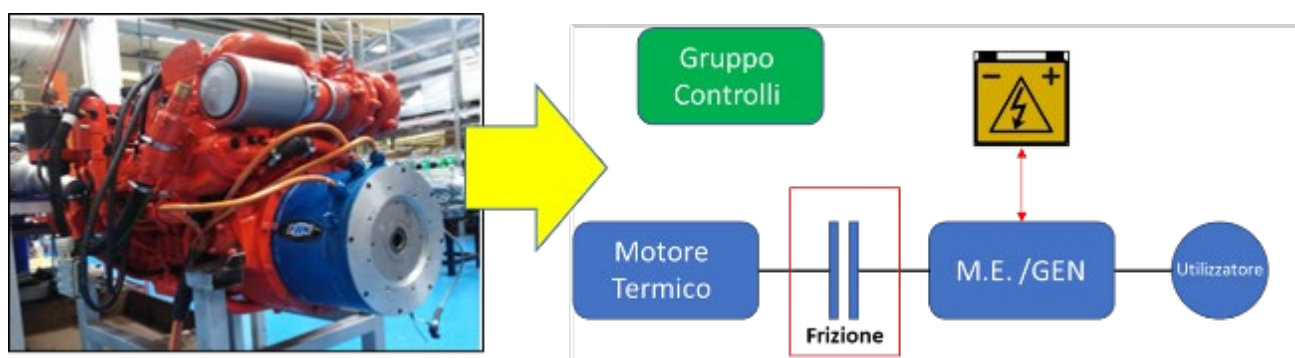 Gruppo
Controlli
- +
Motore
Termico
M.E. /GEN
Utilizzatore
Frizione